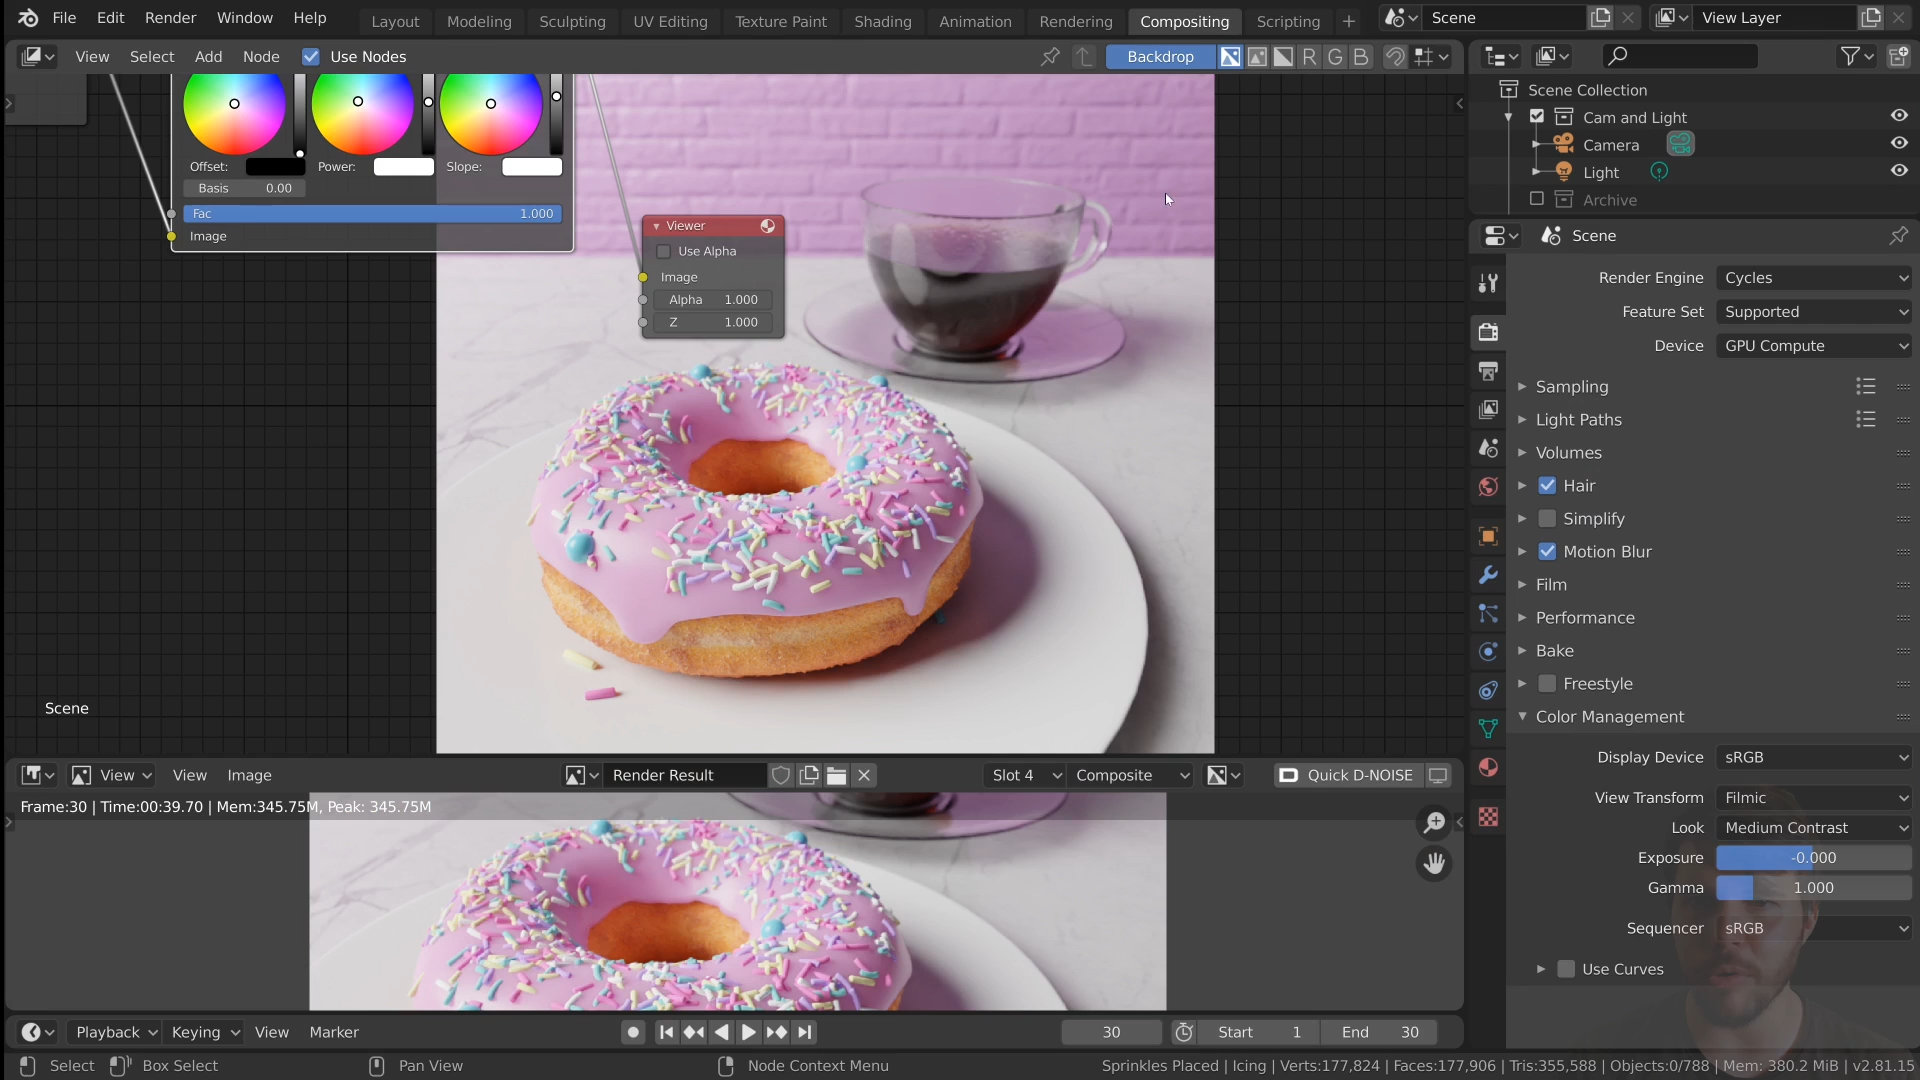 File Edit Render Window Help Layout Modeling Sculpting UV Editing Texture Paint Shading Animation Rendering Compositing Scripting + Scene View Layer
View Select Add Node Use Nodes Backdrop R G B
Scene Collection
Cam and Light
Camera
Light
Archive
Offset: Power: Slope:
Basis 0.00
Fac 1.000
Image
Viewer
Use Alpha
Image
Alpha 1.000
Z 1.000
Scene
Scene
Render Engine Cycles
Feature Set Supported
Device GPU Compute
Sampling
Light Paths
Volumes
Hair
Simplify
Motion Blur
Film
Performance
Bake
Freestyle
Color Management
Display Device sRGB
View Transform Filmic
Look Medium Contrast
Exposure -0.000
Gamma 1.000
Sequencer sRGB
Use Curves
View View Image Render Result Slot 4 Composite Quick D-NOISE
Frame:30 | Time:00:39.70 | Mem:345.75M, Peak: 345.75M
Playback Keying View Marker 30 Start 1 End 30
Select Box Select Pan View Node Context Menu Sprinkles Placed | Icing | Verts:177,824 | Faces:177,906 | Tris:355,588 | Objects:0/788 | Mem: 380.2 MiB | v2.81.15